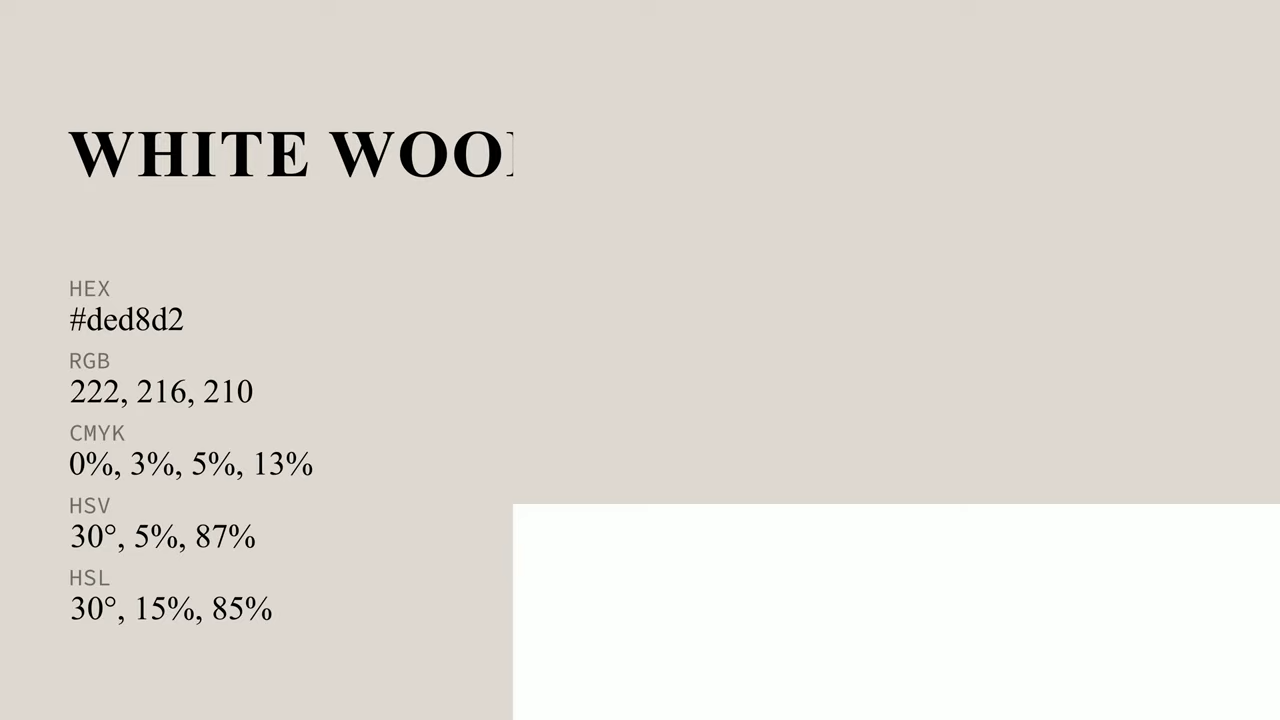 WHITE
HEX
#ded8d2
RGB
222, 216, 210
CMYK
0%, 3%, 5%, 13%
HSV
30°, 5%, 87%
HSL
30°, 15%, 85%